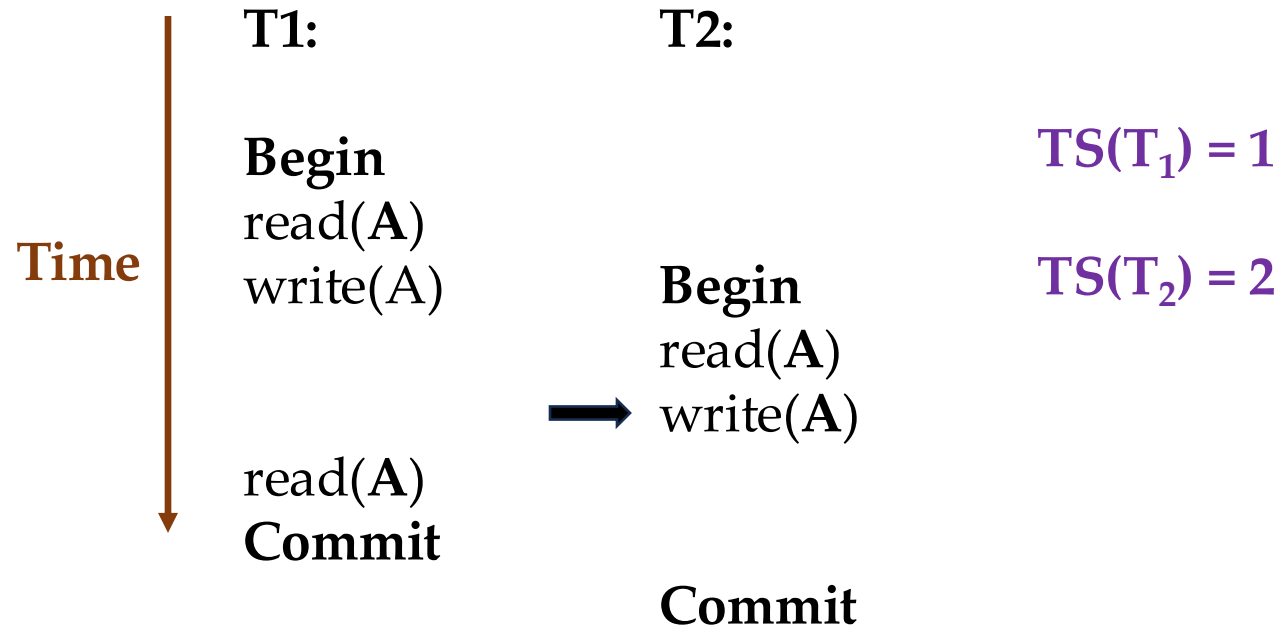 T1: T2:
Begin TS(T₁) = 1
read(A)
Time
write(A) Begin TS(T₂) = 2
read(A)
write(A)
read(A)
Commit
Commit